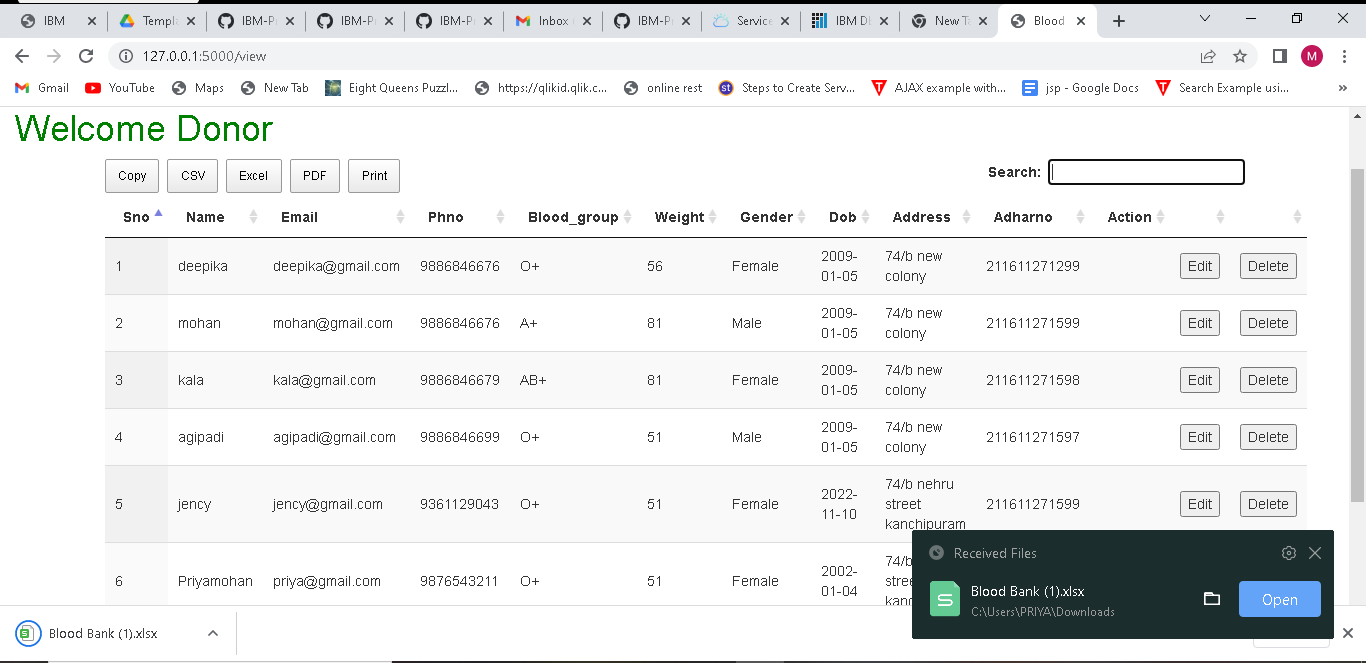 IBM Templa IBM-Pr IBM-Pr IBM-Pr Inbox IBM-Pr Service IBM DB New Ta Blood
127.0.0.1:5000/view M
Gmail YouTube Maps New Tab Eight Queens Puzzl... https://qlikid.qlik.c... online rest st Steps to Create Serv... AJAX example with... jsp - Google Docs Search Example usi... »
Welcome Donor
Copy CSV Excel PDF Print Search:
Sno Name Email Phno Blood_group Weight Gender Dob Address Adharno Action
1 deepika deepika@gmail.com 9886846676 O+ 56 Female 2009-01-05 74/b new colony 211611271299 Edit Delete
2 mohan mohan@gmail.com 9886846676 A+ 81 Male 2009-01-05 74/b new colony 211611271599 Edit Delete
3 kala kala@gmail.com 9886846679 AB+ 81 Female 2009-01-05 74/b new colony 211611271598 Edit Delete
4 agipadi agipadi@gmail.com 9886846699 O+ 51 Male 2009-01-05 74/b new colony 211611271597 Edit Delete
5 jency jency@gmail.com 9361129043 O+ 51 Female 2022-11-10 74/b nehru street kanchipuram 211611271599 Edit Delete
6 Priyamohan priya@gmail.com 9876543211 O+ 51 Female 2002-01-04 74/b
Received Files
Blood Bank (1).xlsx
C:\Users\PRIYA\Downloads
Open
Blood Bank (1).xlsx